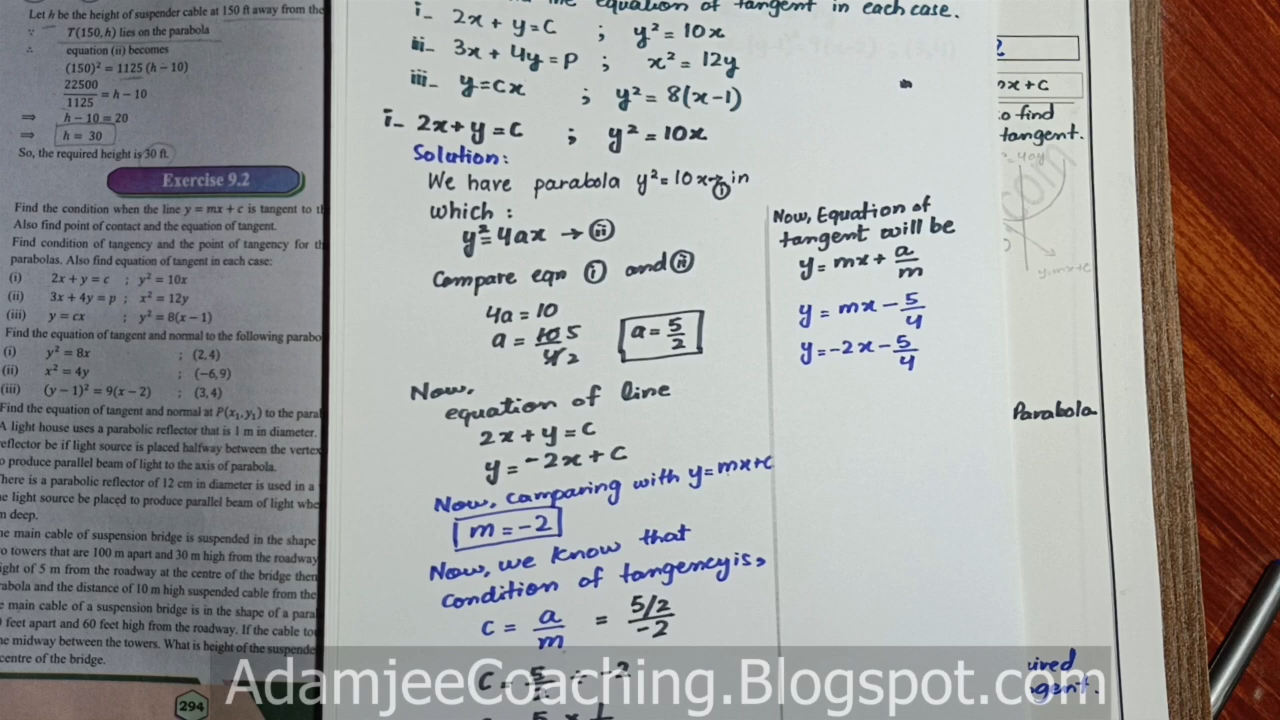 Let h be the height of suspender cable at 150 ft away from the
∵ T(150, h) lies on the parabola
∴ equation (ii) becomes
(150)² = 1125 (h − 10)
22500/1125 = h − 10
⇒ h − 10 = 20
⇒ h = 30
So, the required height is 30 ft.
Exercise 9.2
Find the condition when the line y = mx + c is tangent to
Also find point of contact and the equation of tangent.
Find condition of tangency and the point of tangency for
parabolas. Also find equation of tangent in each case:
(i) 2x + y = c ; y² = 10x
(ii) 3x + 4y = p ; x² = 12y
(iii) y = cx ; y² = 8(x − 1)
Find the equation of tangent and normal to the following
(i) y² = 8x ; (2, 4)
(ii) x² = 4y ; (−6, 9)
(iii) (y − 1)² = 9(x − 2) ; (3, 4)
Find the equation of tangent and normal at P(x₁, y₁) to the
A light house uses a parabolic reflector that is 1 m in diameter.
reflector be if light source is placed halfway between the vertex
o produce parallel beam of light to the axis of parabola.
There is a parabolic reflector of 12 cm in diameter is used in a
e light source be placed to produce parallel beam of light
deep.
main cable of suspension bridge is suspended in the shape
o towers that are 100 m apart and 30 m high from the roadway
ight of 5 m from the roadway at the centre of the bridge then
abola and the distance of 10 m high suspended cable from the
e main cable of a suspension bridge is in the shape of a
feet apart and 60 feet high from the roadway. If the cable
midway between the towers. What is height of the
centre of the bridge.
294
the equation of tangent in each case.
i- 2x + y = c ; y² = 10x
ii- 3x + 4y = p ; x² = 12y
iii- y = cx ; y² = 8(x-1)
i- 2x + y = c ; y² = 10x
Solution:
We have parabola y² = 10x → ① in
which :
y² = 4ax → ⓘⓘ
Compare eqn ⓘ and ⓘⓘ
4a = 10
a = 10 5 / 4 2
a = 5/2
Now,
equation of line
2x + y = c
y = -2x + c
Now, camparing with y = mx+c
m = -2
Now, we know that
condition of tangency is,
c = a/m = 5/2 / -2
c = 5/2 ÷ -2
Now, Equation of
tangent will be
y = mx + a/m
y = mx - 5/4
y = -2x - 5/4
mx + c
to find
tangent.
y=mx+c
Parabola
AdamjeeCoaching.Blogspot.com